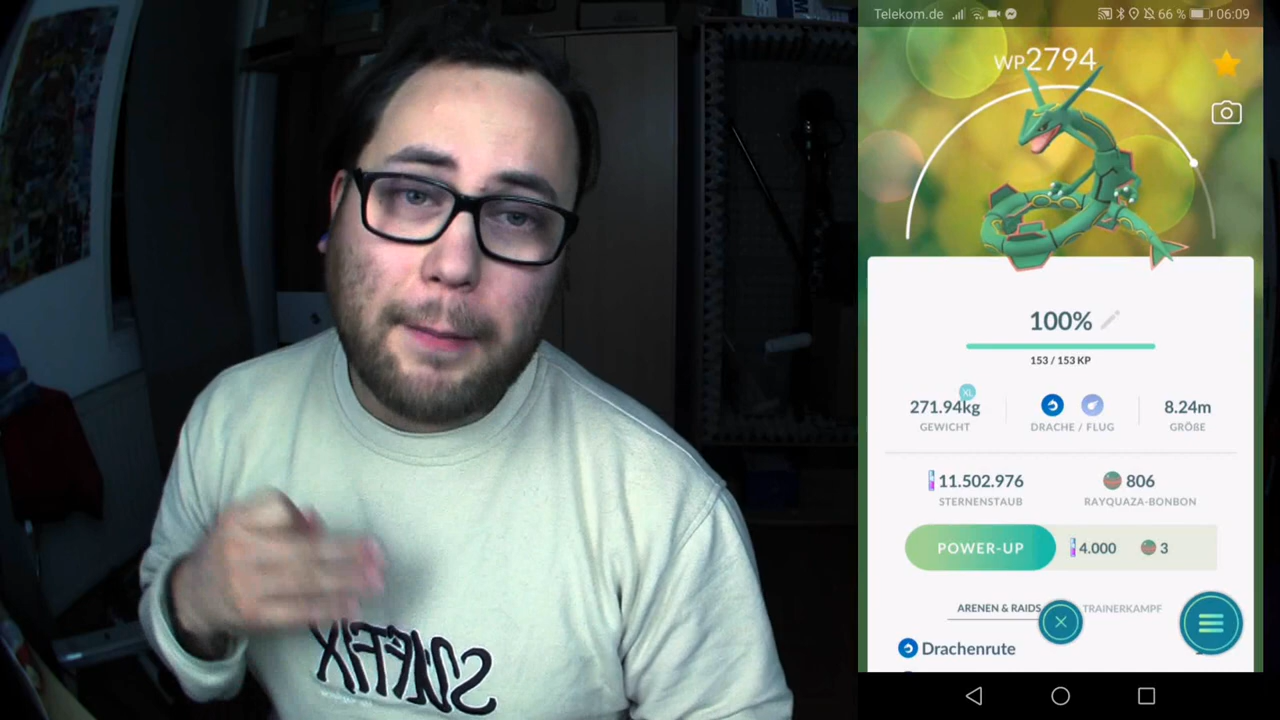 Telekom.de 66 % 06:09
WP2794
100%
153 / 153 KP
XL
271.94kg
GEWICHT
DRACHE / FLUG
8.24m
GRÖßE
11.502.976
STERNENSTAUB
806
RAYQUAZA-BONBON
POWER-UP 4.000 3
ARENEN & RAIDS TRAINERKAMPF
Drachenrute